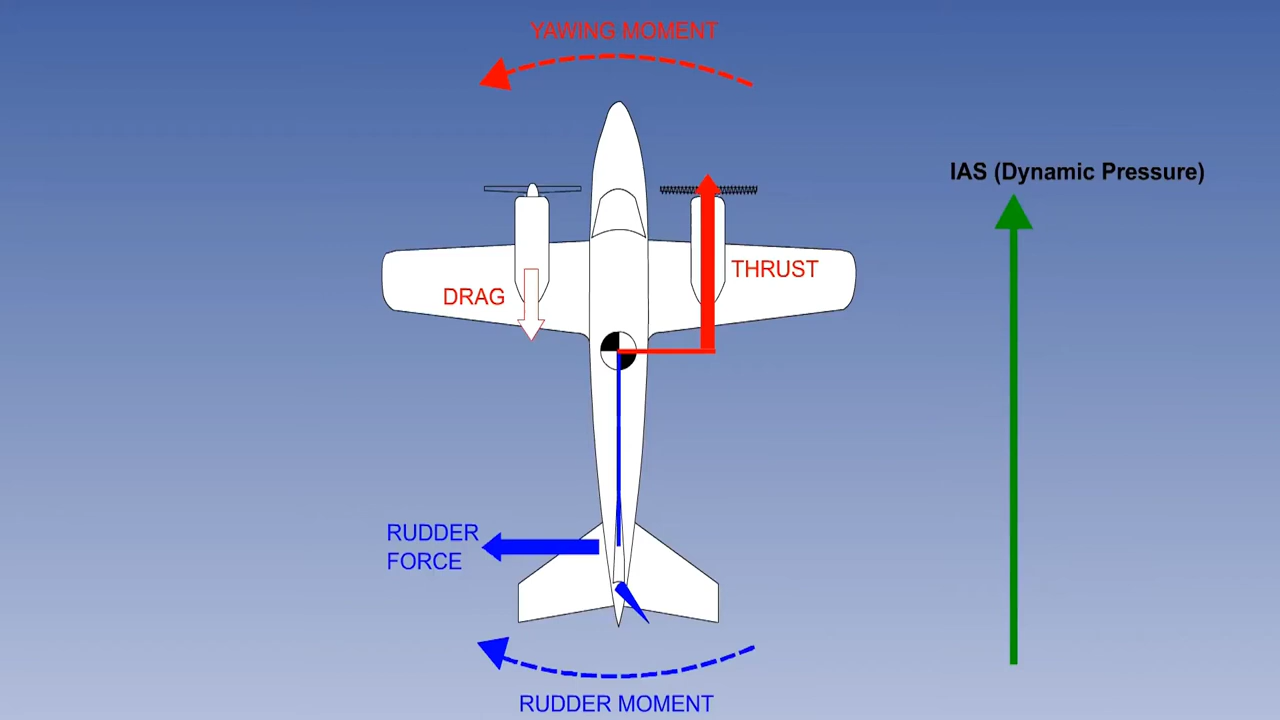 YAWING MOMENT
IAS (Dynamic Pressure)
THRUST
DRAG
RUDDER
FORCE
RUDDER MOMENT